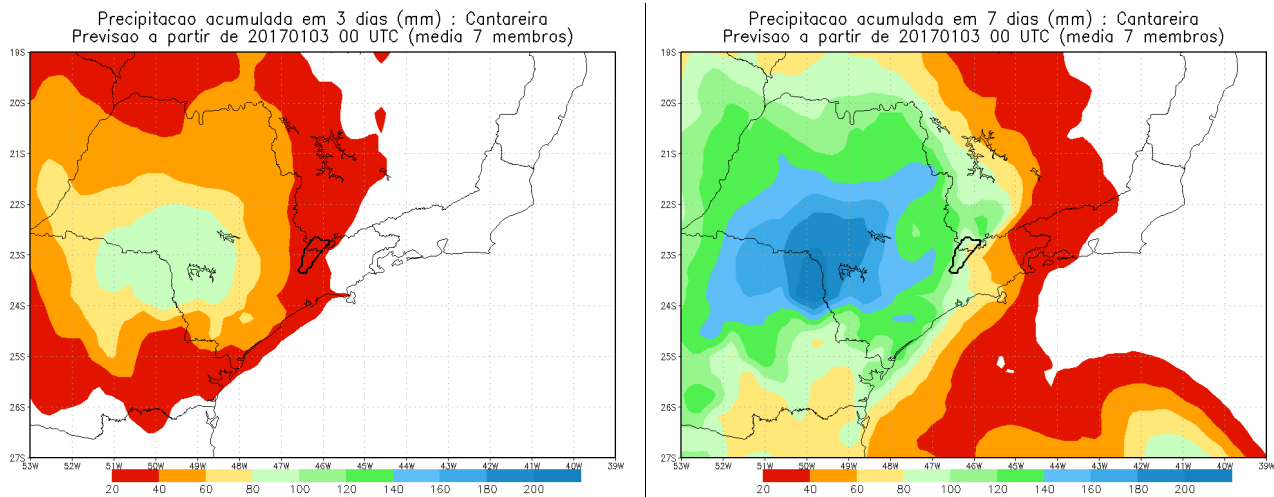 Precipitacao acumulada em 3 dias (mm) : Cantareira
Previsao a partir de 20170103 00 UTC (media 7 membros)
19S
20S
21S
22S
23S
24S
25S
26S
27S
53W 52W 51W 50W 49W 48W 47W 46W 45W 44W 43W 42W 41W 40W 39W
20 40 60 80 100 120 140 160 180 200
Precipitacao acumulada em 7 dias (mm) : Cantareira
Previsao a partir de 20170103 00 UTC (media 7 membros)
19S
20S
21S
22S
23S
24S
25S
26S
27S
53W 52W 51W 50W 49W 48W 47W 46W 45W 44W 43W 42W 41W 40W 39W
20 40 60 80 100 120 140 160 180 200